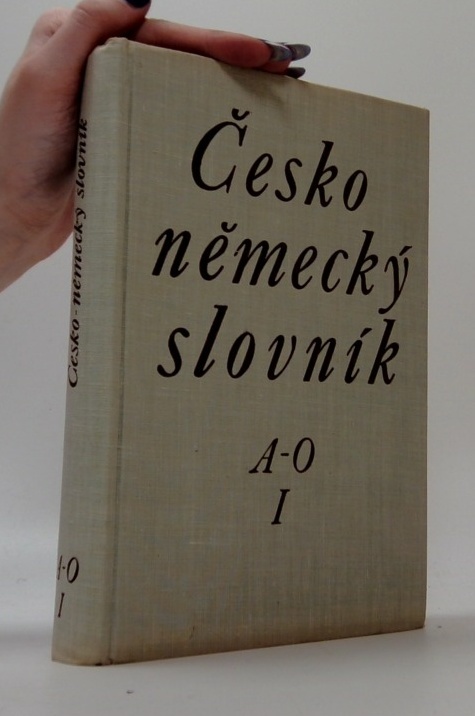 Česko
německý
slovník
A-O
I
Česko-německý slovník
A-O
I